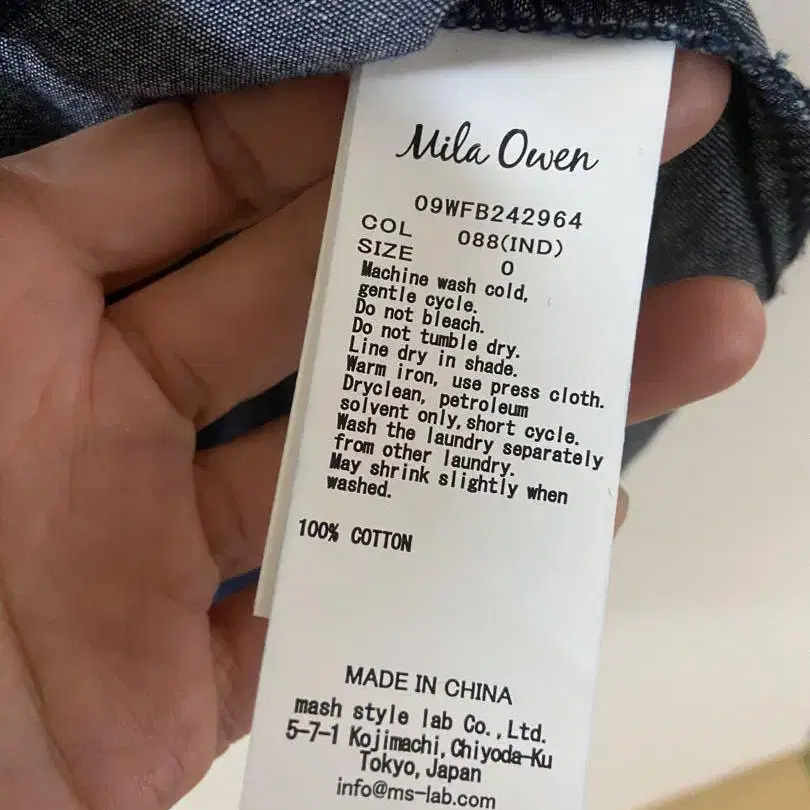 Mila Owen
09WFB242964
COL 088(IND)
SIZE 0
Machine wash cold,
gentle cycle.
Do not bleach.
Do not tumble dry.
Line dry in shade.
Warm iron, use press cloth.
Dryclean, petroleum
solvent only,short cycle.
Wash the laundry separately
from other laundry.
May shrink slightly when
washed.
100% COTTON
MADE IN CHINA
mash style lab Co.,Ltd.
5-7-1 Kojimachi,Chiyoda-Ku
Tokyo,Japan
info@ms-lab.com